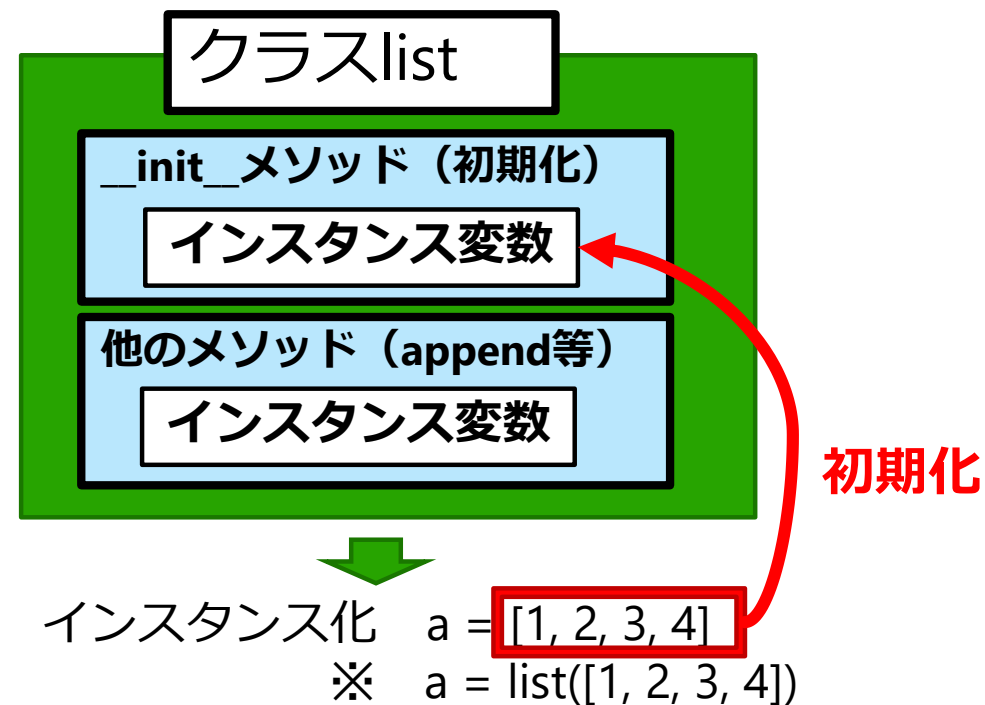 クラスlist
__init__メソッド（初期化）
インスタンス変数
他のメソッド（append等）
インスタンス変数
初期化
インスタンス化 a = [1, 2, 3, 4]
※ a = list([1, 2, 3, 4])